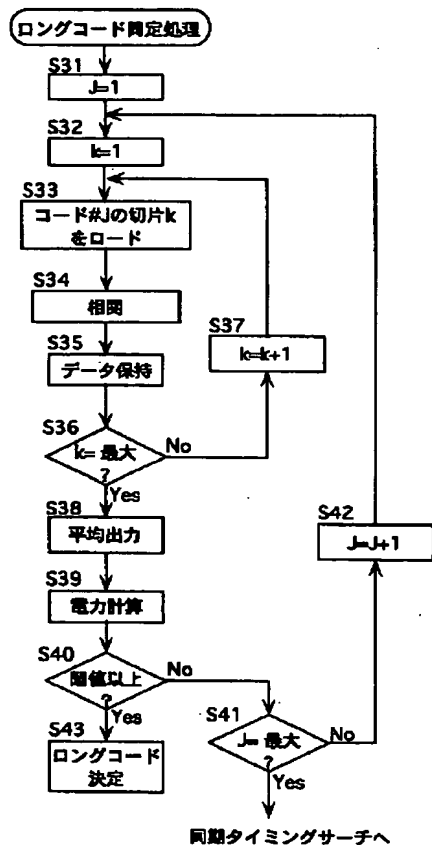 ロングコード同定処理
S31
J=1
S32
k=1
S33
コード#Jの切片k
をロード
S34
相関
S35
データ保持
S36
k= 最大
?
No
S37
k=k+1
Yes
S38
平均出力
S39
電力計算
S40
閾値以上
?
No
Yes
S41
J= 最大
?
No
S42
J=J+1
Yes
S43
ロングコード
決定
同期タイミングサーチへ